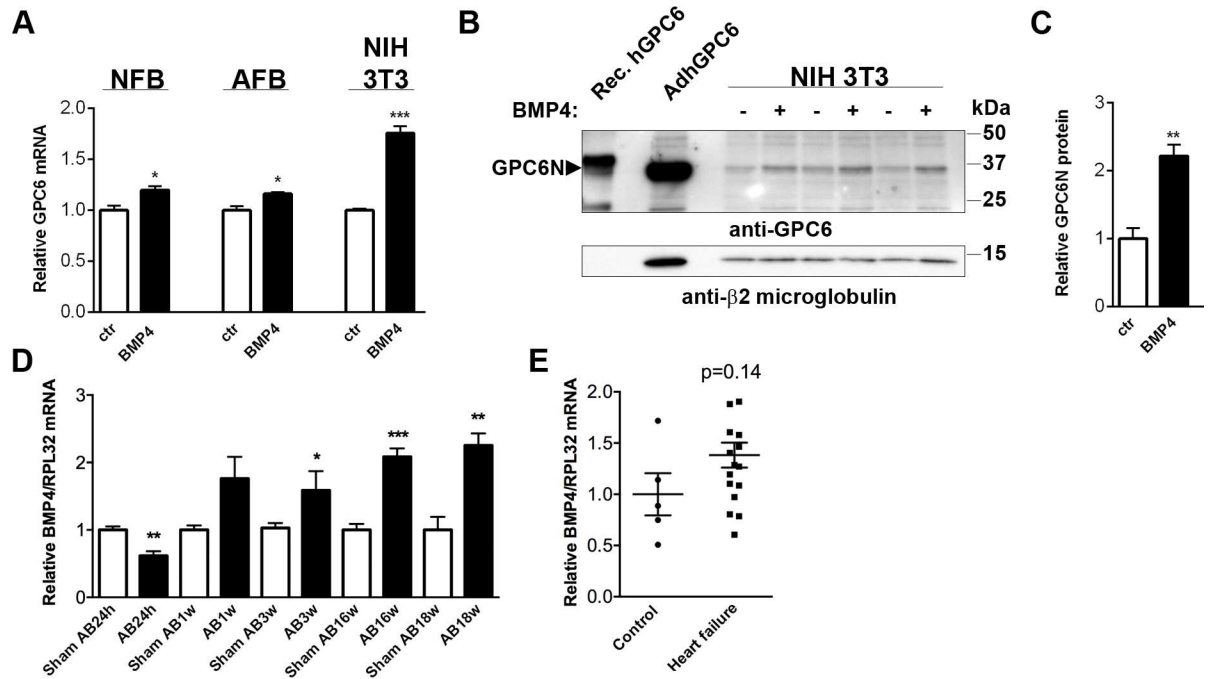 A
NFB
AFB
NIH
3T3
Relative GPC6 mRNA
2.0
1.5
1.0
0.5
0.0
*
*
***
ctr
BMP4
ctr
BMP4
ctr
BMP4
B
Rec. hGPC6
AdhGPC6
NIH 3T3
BMP4: - + - + - + kDa
50
GPC6N 37
25
anti-GPC6
15
anti-β2 microglobulin
C
Relative GPC6N protein
3
2
1
0
**
ctr
BMP4
D
Relative BMP4/RPL32 mRNA
3
2
1
0
**
*
***
**
Sham AB24h
AB24h
Sham AB1w
AB1w
Sham AB3w
AB3w
Sham AB16w
AB16w
Sham AB18w
AB18w
E
p=0.14
Relative BMP4/RPL32 mRNA
2.0
1.5
1.0
0.5
0.0
Control
Heart failure